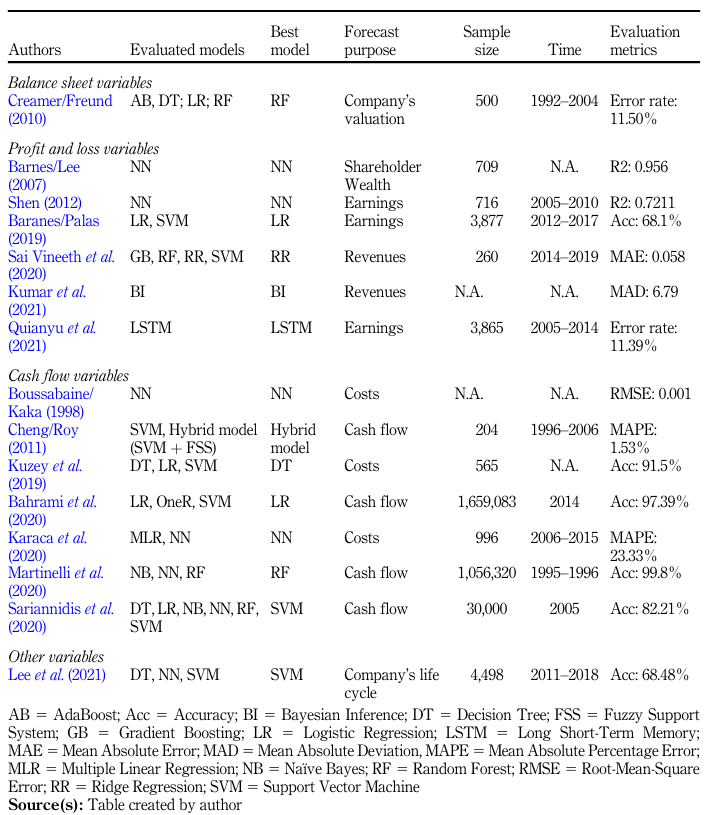 Authors Evaluated models Best model Forecast purpose Sample size Time Evaluation metrics
Balance sheet variables
Creamer/Freund (2010) AB, DT; LR; RF RF Company's valuation 500 1992–2004 Error rate: 11.50%
Profit and loss variables
Barnes/Lee (2007) NN NN Shareholder Wealth 709 N.A. R2: 0.956
Shen (2012) NN NN Earnings 716 2005–2010 R2: 0.7211
Baranes/Palas (2019) LR, SVM LR Earnings 3,877 2012–2017 Acc: 68.1%
Sai Vineeth et al. (2020) GB, RF, RR, SVM RR Revenues 260 2014–2019 MAE: 0.058
Kumar et al. (2021) BI BI Revenues N.A. N.A. MAD: 6.79
Quianyu et al. (2021) LSTM LSTM Earnings 3,865 2005–2014 Error rate: 11.39%
Cash flow variables
Boussabaine/Kaka (1998) NN NN Costs N.A. N.A. RMSE: 0.001
Cheng/Roy (2011) SVM, Hybrid model (SVM + FSS) Hybrid model Cash flow 204 1996–2006 MAPE: 1.53%
Kuzey et al. (2019) DT, LR, SVM DT Costs 565 N.A. Acc: 91.5%
Bahrami et al. (2020) LR, OneR, SVM LR Cash flow 1,659,083 2014 Acc: 97.39%
Karaca et al. (2020) MLR, NN NN Costs 996 2006–2015 MAPE: 23.33%
Martinelli et al. (2020) NB, NN, RF RF Cash flow 1,056,320 1995–1996 Acc: 99.8%
Sariannidis et al. (2020) DT, LR, NB, NN, RF, SVM SVM Cash flow 30,000 2005 Acc: 82.21%
Other variables
Lee et al. (2021) DT, NN, SVM SVM Company's life cycle 4,498 2011–2018 Acc: 68.48%
AB = AdaBoost; Acc = Accuracy; BI = Bayesian Inference; DT = Decision Tree; FSS = Fuzzy Support
System; GB = Gradient Boosting; LR = Logistic Regression; LSTM = Long Short-Term Memory;
MAE = Mean Absolute Error; MAD = Mean Absolute Deviation, MAPE = Mean Absolute Percentage Error;
MLR = Multiple Linear Regression; NB = Naïve Bayes; RF = Random Forest; RMSE = Root-Mean-Square
Error; RR = Ridge Regression; SVM = Support Vector Machine
Source(s): Table created by author